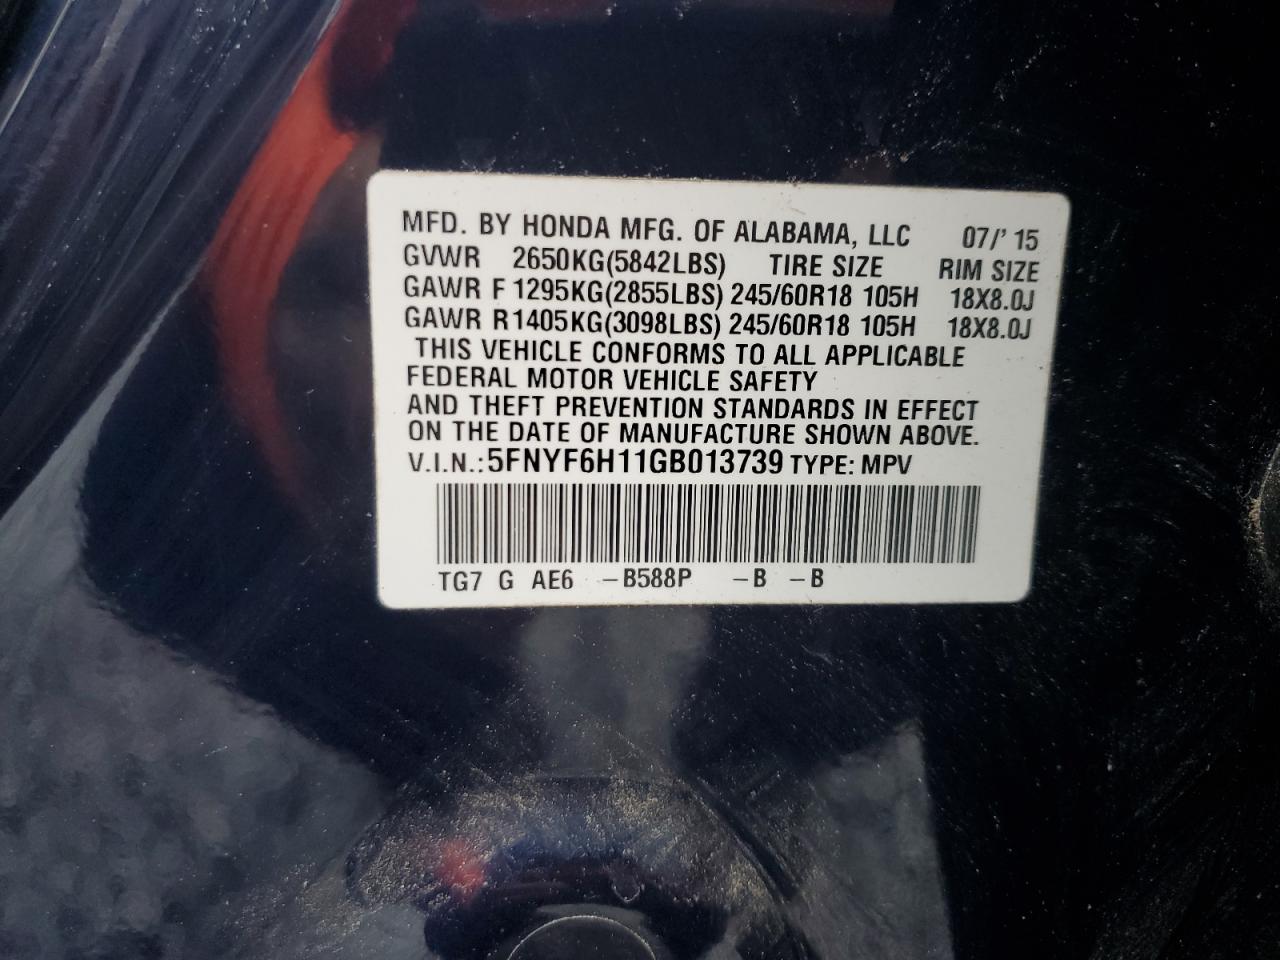 MFD. BY HONDA MFG. OF ALABAMA, LLC 07/' 15
GVWR 2650KG(5842LBS) TIRE SIZE RIM SIZE
GAWR F 1295KG(2855LBS) 245/60R18 105H 18X8.0J
GAWR R1405KG(3098LBS) 245/60R18 105H 18X8.0J
THIS VEHICLE CONFORMS TO ALL APPLICABLE
FEDERAL MOTOR VEHICLE SAFETY
AND THEFT PREVENTION STANDARDS IN EFFECT
ON THE DATE OF MANUFACTURE SHOWN ABOVE.
V.I.N.: 5FNYF6H11GB013739 TYPE: MPV
TG7 G AE6 -B588P -B -B